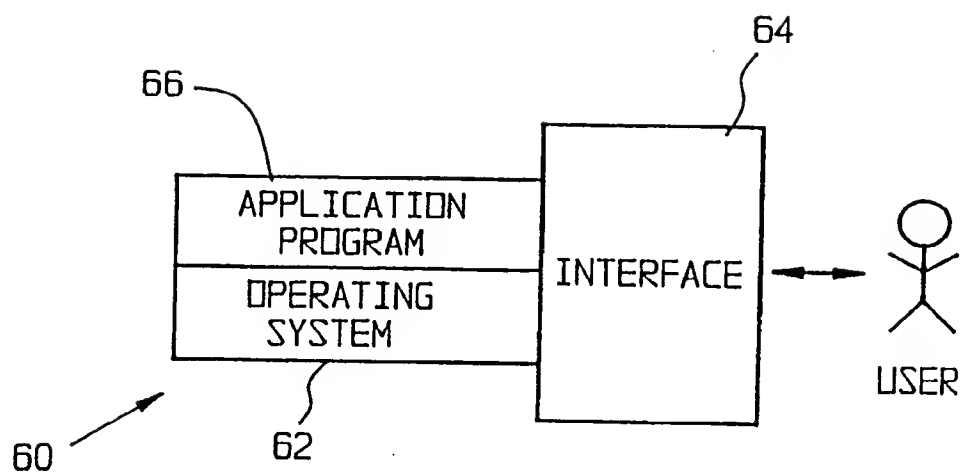 64
66
APPLICATION
PROGRAM
OPERATING
SYSTEM
INTERFACE
USER
60
62